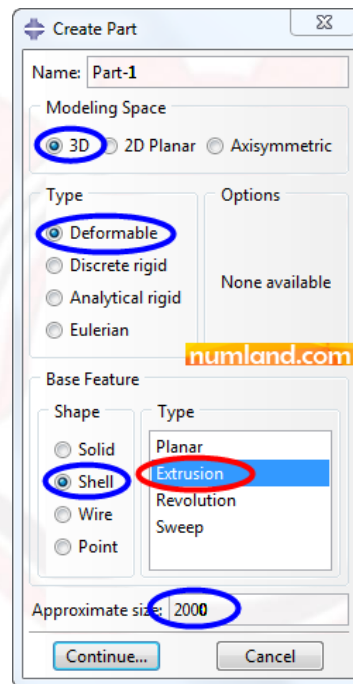 Create Part
Name: Part-1
Modeling Space
3D 2D Planar Axisymmetric
Type
Deformable
Discrete rigid
Analytical rigid
Eulerian
Options
None available
numland.com
Base Feature
Shape
Solid
Shell
Wire
Point
Type
Planar
Extrusion
Revolution
Sweep
Approximate size: 2000
Continue... Cancel